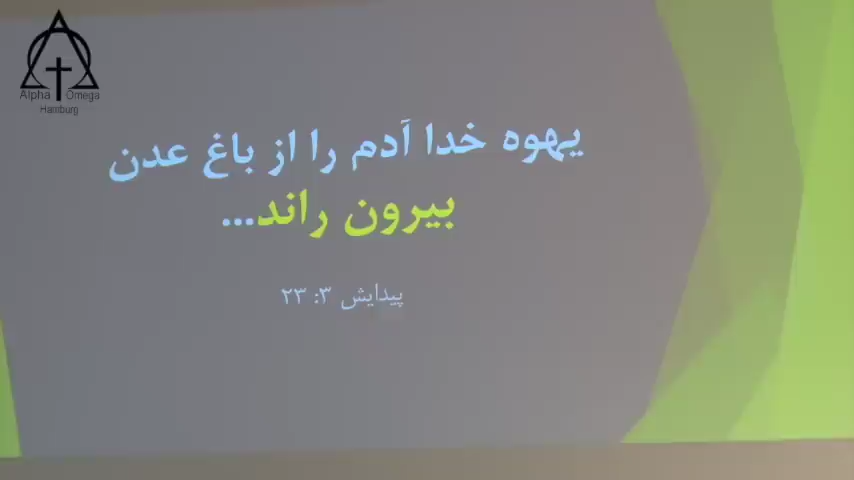 Alpha Omega
Hamburg
یهوه خدا آدم را از باغ عدن
بیرون راند...
پیدایش ۳: ۲۳